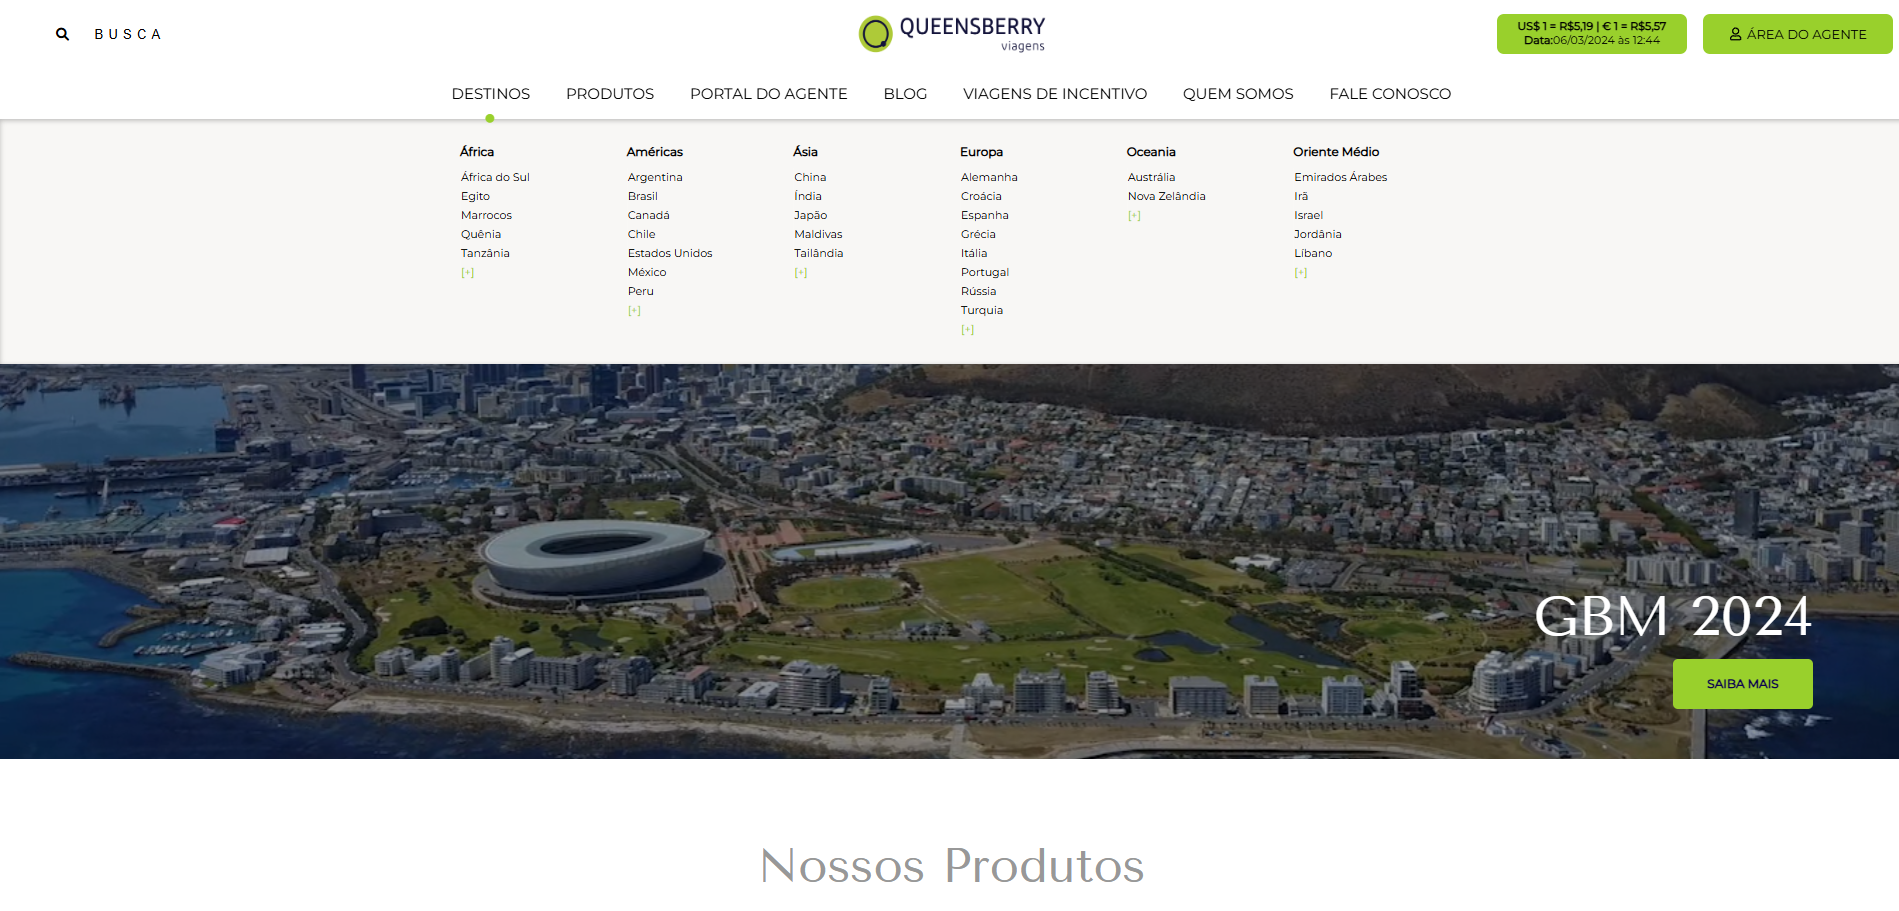 BUSCA
QUEENSBERRY
viagens
US$ 1 = R$5,19 | € 1 = R$5,57
Data:06/03/2024 às 12:44
ÁREA DO AGENTE
DESTINOS PRODUTOS PORTAL DO AGENTE BLOG VIAGENS DE INCENTIVO QUEM SOMOS FALE CONOSCO
África
África do Sul
Egito
Marrocos
Quênia
Tanzânia
[+]
Américas
Argentina
Brasil
Canadá
Chile
Estados Unidos
México
Peru
[+]
Ásia
China
Índia
Japão
Maldivas
Tailândia
[+]
Europa
Alemanha
Croácia
Espanha
Grécia
Itália
Portugal
Rússia
Turquia
[+]
Oceania
Austrália
Nova Zelândia
[+]
Oriente Médio
Emirados Árabes
Irã
Israel
Jordânia
Líbano
[+]
GBM 2024
SAIBA MAIS
Nossos Produtos